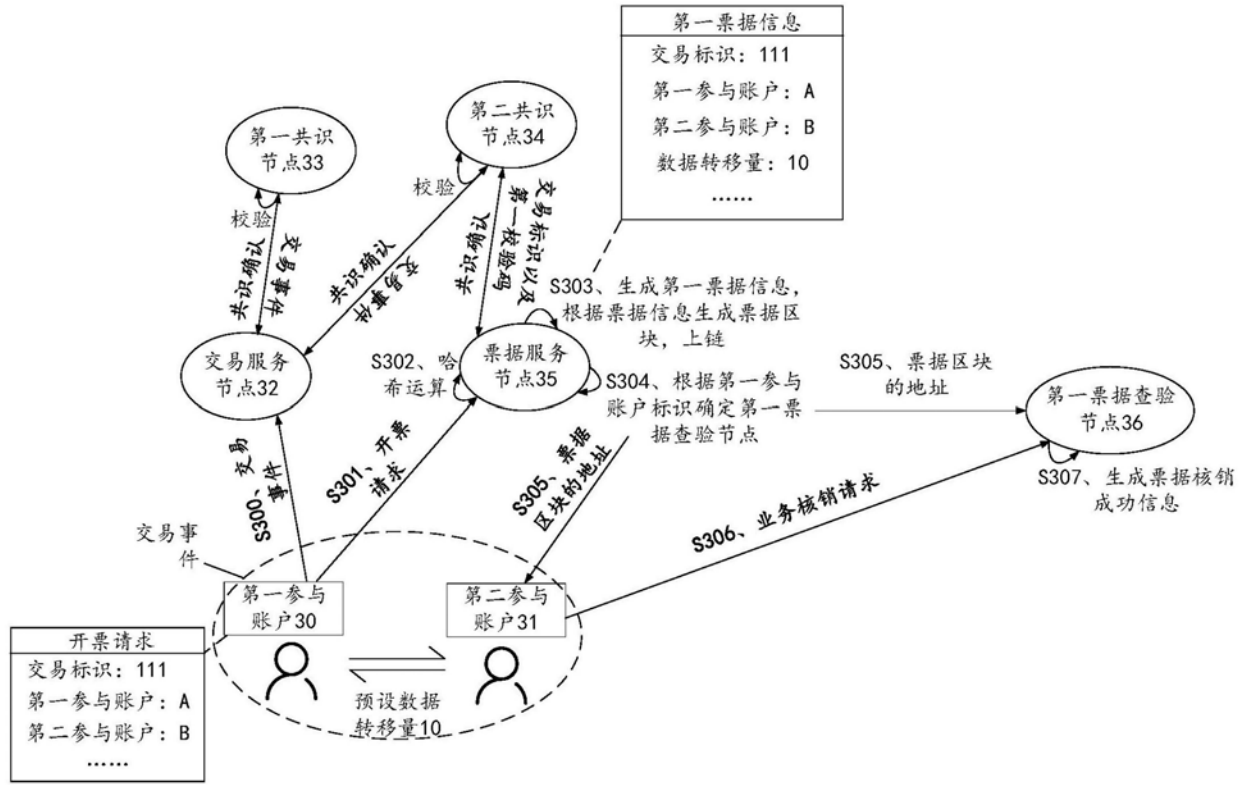 第一票据信息
交易标识：111
第一参与账户：A
第二参与账户：B
数据转移量：10
……
第一共识
节点33
第二共识
节点34
校验
校验
共识确认
交易事件
共识确认
交易事件
共识确认
交易标识以及
第一校验码
S303、生成第一票据信息，
根据票据信息生成票据区
块，上链
交易服务
节点32
S302、哈
希运算
票据服务
节点35
S304、根据第一参与
账户标识确定第一票
据查验节点
S305、票据区块
的地址
第一票据查验
节点36
S307、生成票据核销
成功信息
S300、交易
事件
S301、开票
请求
S305、票据
区块的地址
S306、业务核销请求
交易事
件
第一参与
账户30
第二参与
账户31
预设数据
转移量10
开票请求
交易标识：111
第一参与账户：A
第二参与账户：B
……